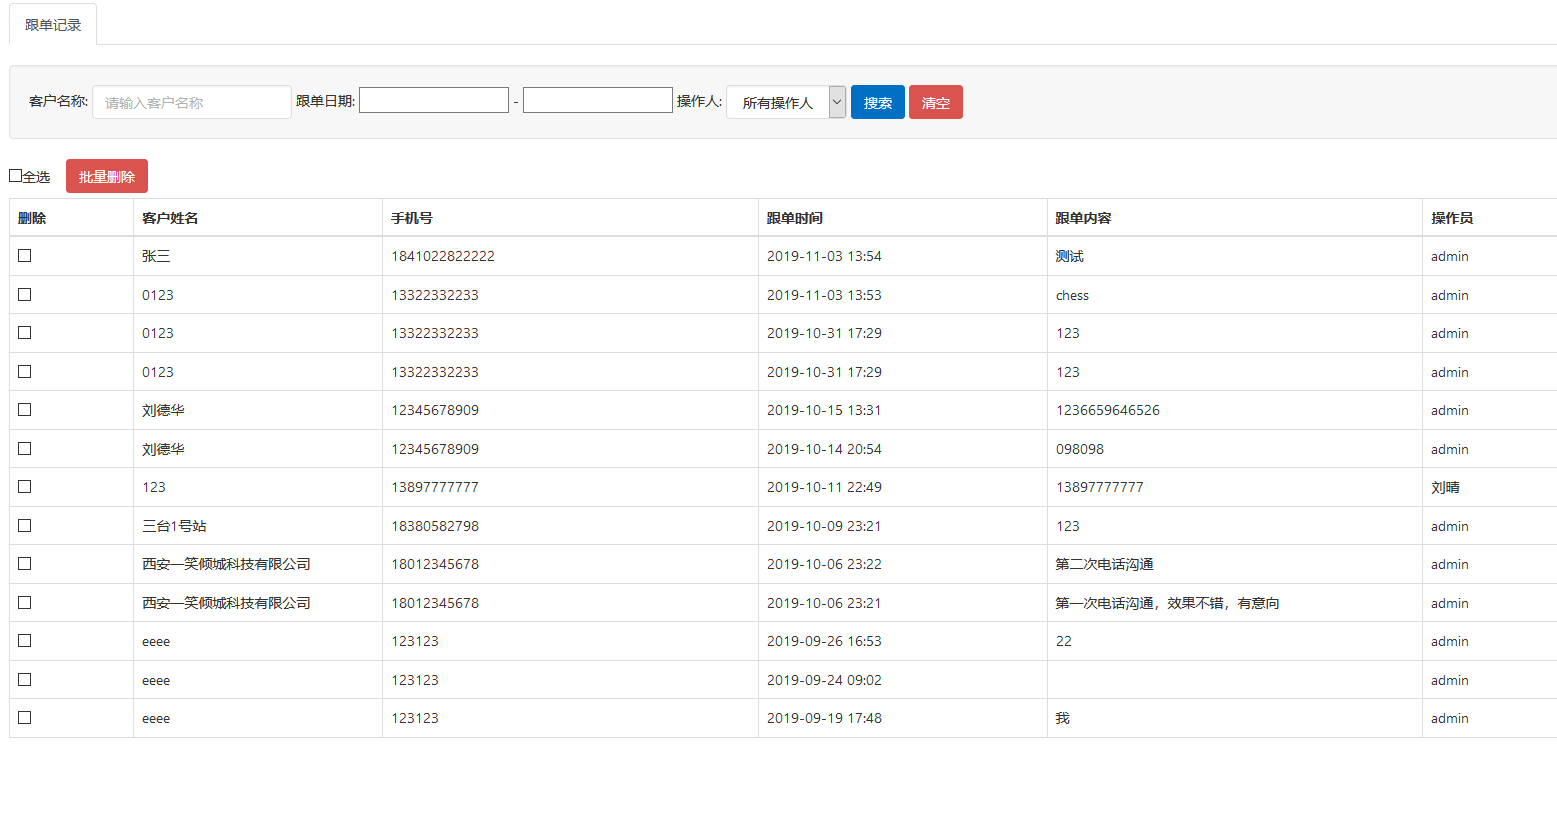 跟单记录
客户名称: 请输入客户名称 跟单日期: - 操作人: 所有操作人 搜索 清空
全选 批量删除
删除 客户姓名 手机号 跟单时间 跟单内容 操作员
张三 1841022822222 2019-11-03 13:54 测试 admin
0123 13322332233 2019-11-03 13:53 chess admin
0123 13322332233 2019-10-31 17:29 123 admin
0123 13322332233 2019-10-31 17:29 123 admin
刘德华 12345678909 2019-10-15 13:31 1236659646526 admin
刘德华 12345678909 2019-10-14 20:54 098098 admin
123 13897777777 2019-10-11 22:49 13897777777 刘晴
三台1号站 18380582798 2019-10-09 23:21 123 admin
西安一笑倾城科技有限公司 18012345678 2019-10-06 23:22 第二次电话沟通 admin
西安一笑倾城科技有限公司 18012345678 2019-10-06 23:21 第一次电话沟通，效果不错，有意向 admin
eeee 123123 2019-09-26 16:53 22 admin
eeee 123123 2019-09-24 09:02 admin
eeee 123123 2019-09-19 17:48 我 admin